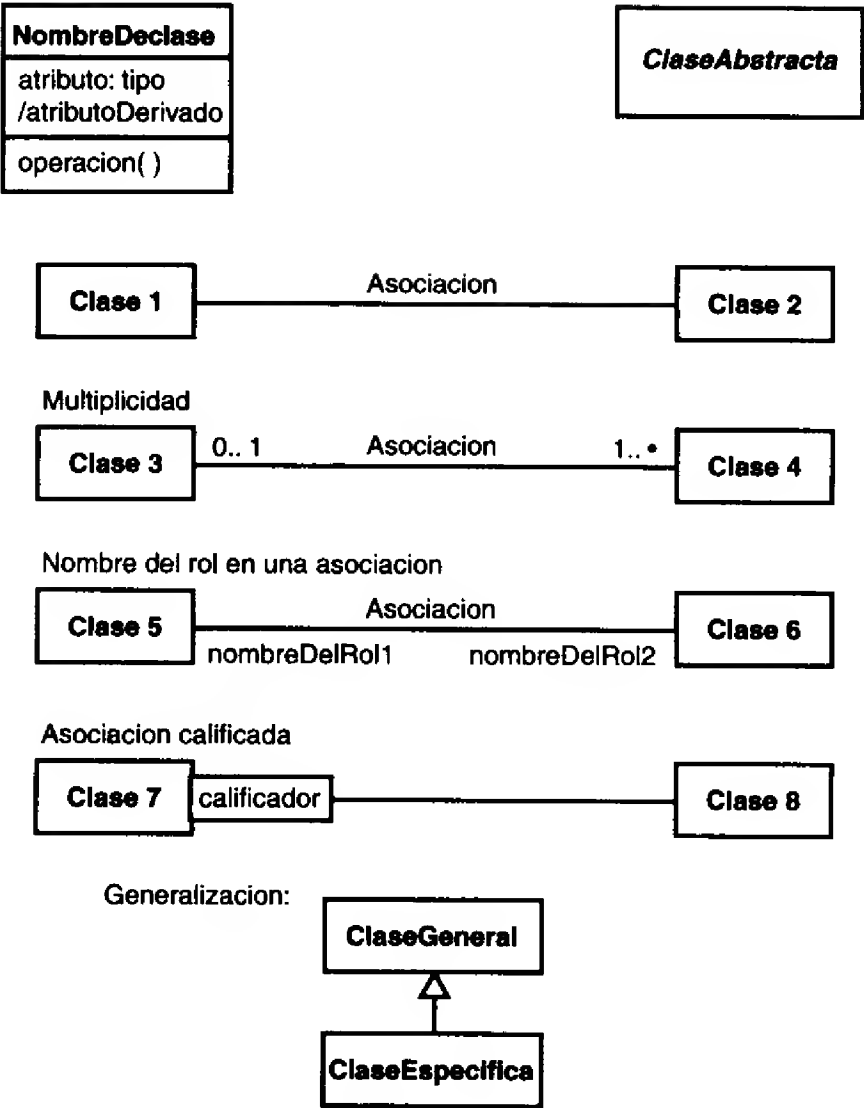 NombreDeclase
atributo: tipo
/atributoDerivado
operacion( )
ClaseAbstracta
Clase 1
Asociacion
Clase 2
Multiplicidad
Clase 3
0.. 1
Asociacion
1.. *
Clase 4
Nombre del rol en una asociacion
Clase 5
Asociacion
Clase 6
nombreDelRol1
nombreDelRol2
Asociacion calificada
Clase 7
calificador
Clase 8
Generalizacion:
ClaseGeneral
ClaseEspecifica